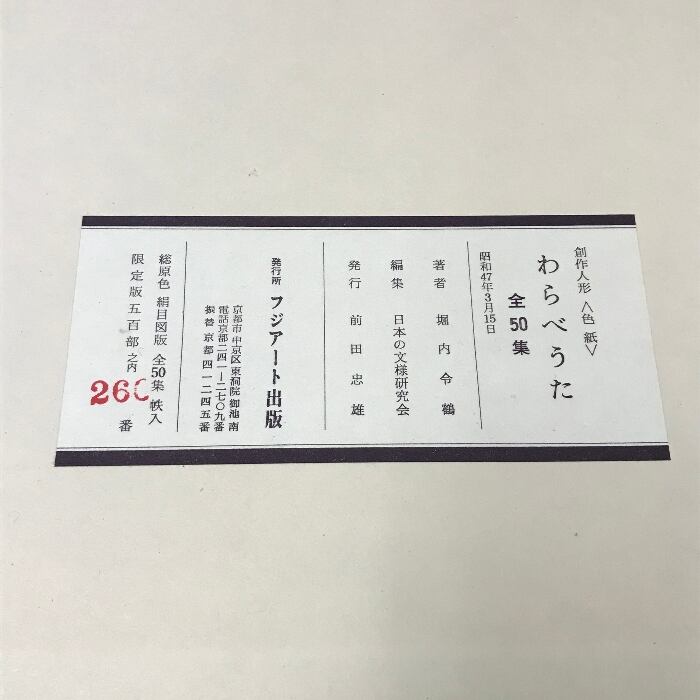 創作人形〈色紙〉
わらべうた
全50集
昭和47年3月15日
著者 堀内令鶴
編集 日本の文様研究会
発行 前田忠雄
発行所 フジアート出版
京都市中京区東洞院御池南
電話京都二四一-二七〇九番
振替京都四一二四五番
総原色 絹目図版 全50集 帙入
限定版五百部之内
番